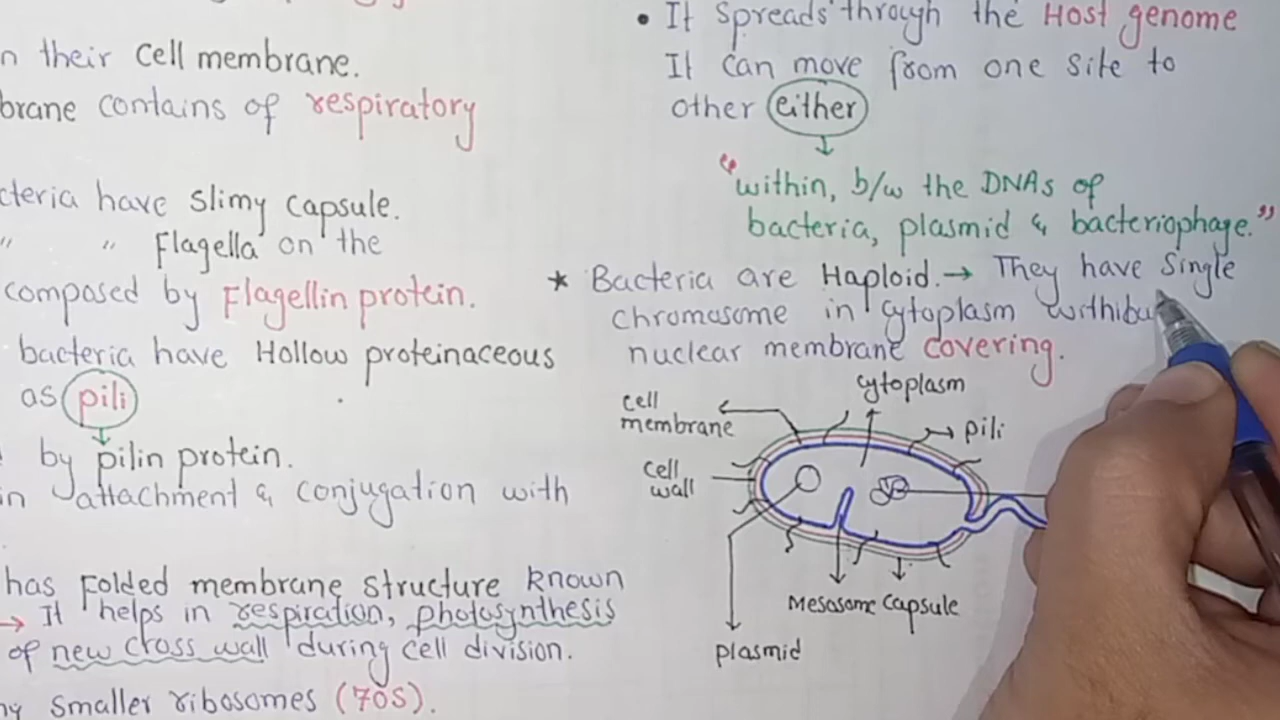 n their cell membrane.
brane contains of respiratory
cteria have slimy capsule.
" " Flagella on the
composed by Flagellin protein.
bacteria have Hollow proteinaceous
as pili
by pilin protein.
in attachment & conjugation with
has Folded membrane structure known
→ It helps in respiration, photosynthesis
of new cross wall during cell division.
ny smaller ribosomes (70S).
• It spreads through the Host genome
It can move from one site to
other either
"within, b/w the DNAs of
bacteria, plasmid & bacteriophage."
* Bacteria are Haploid. → They have single
chromosome in cytoplasm withibu
nuclear membrane covering.
cytoplasm
cell
membrane
pili
cell
wall
Mesosome
capsule
plasmid